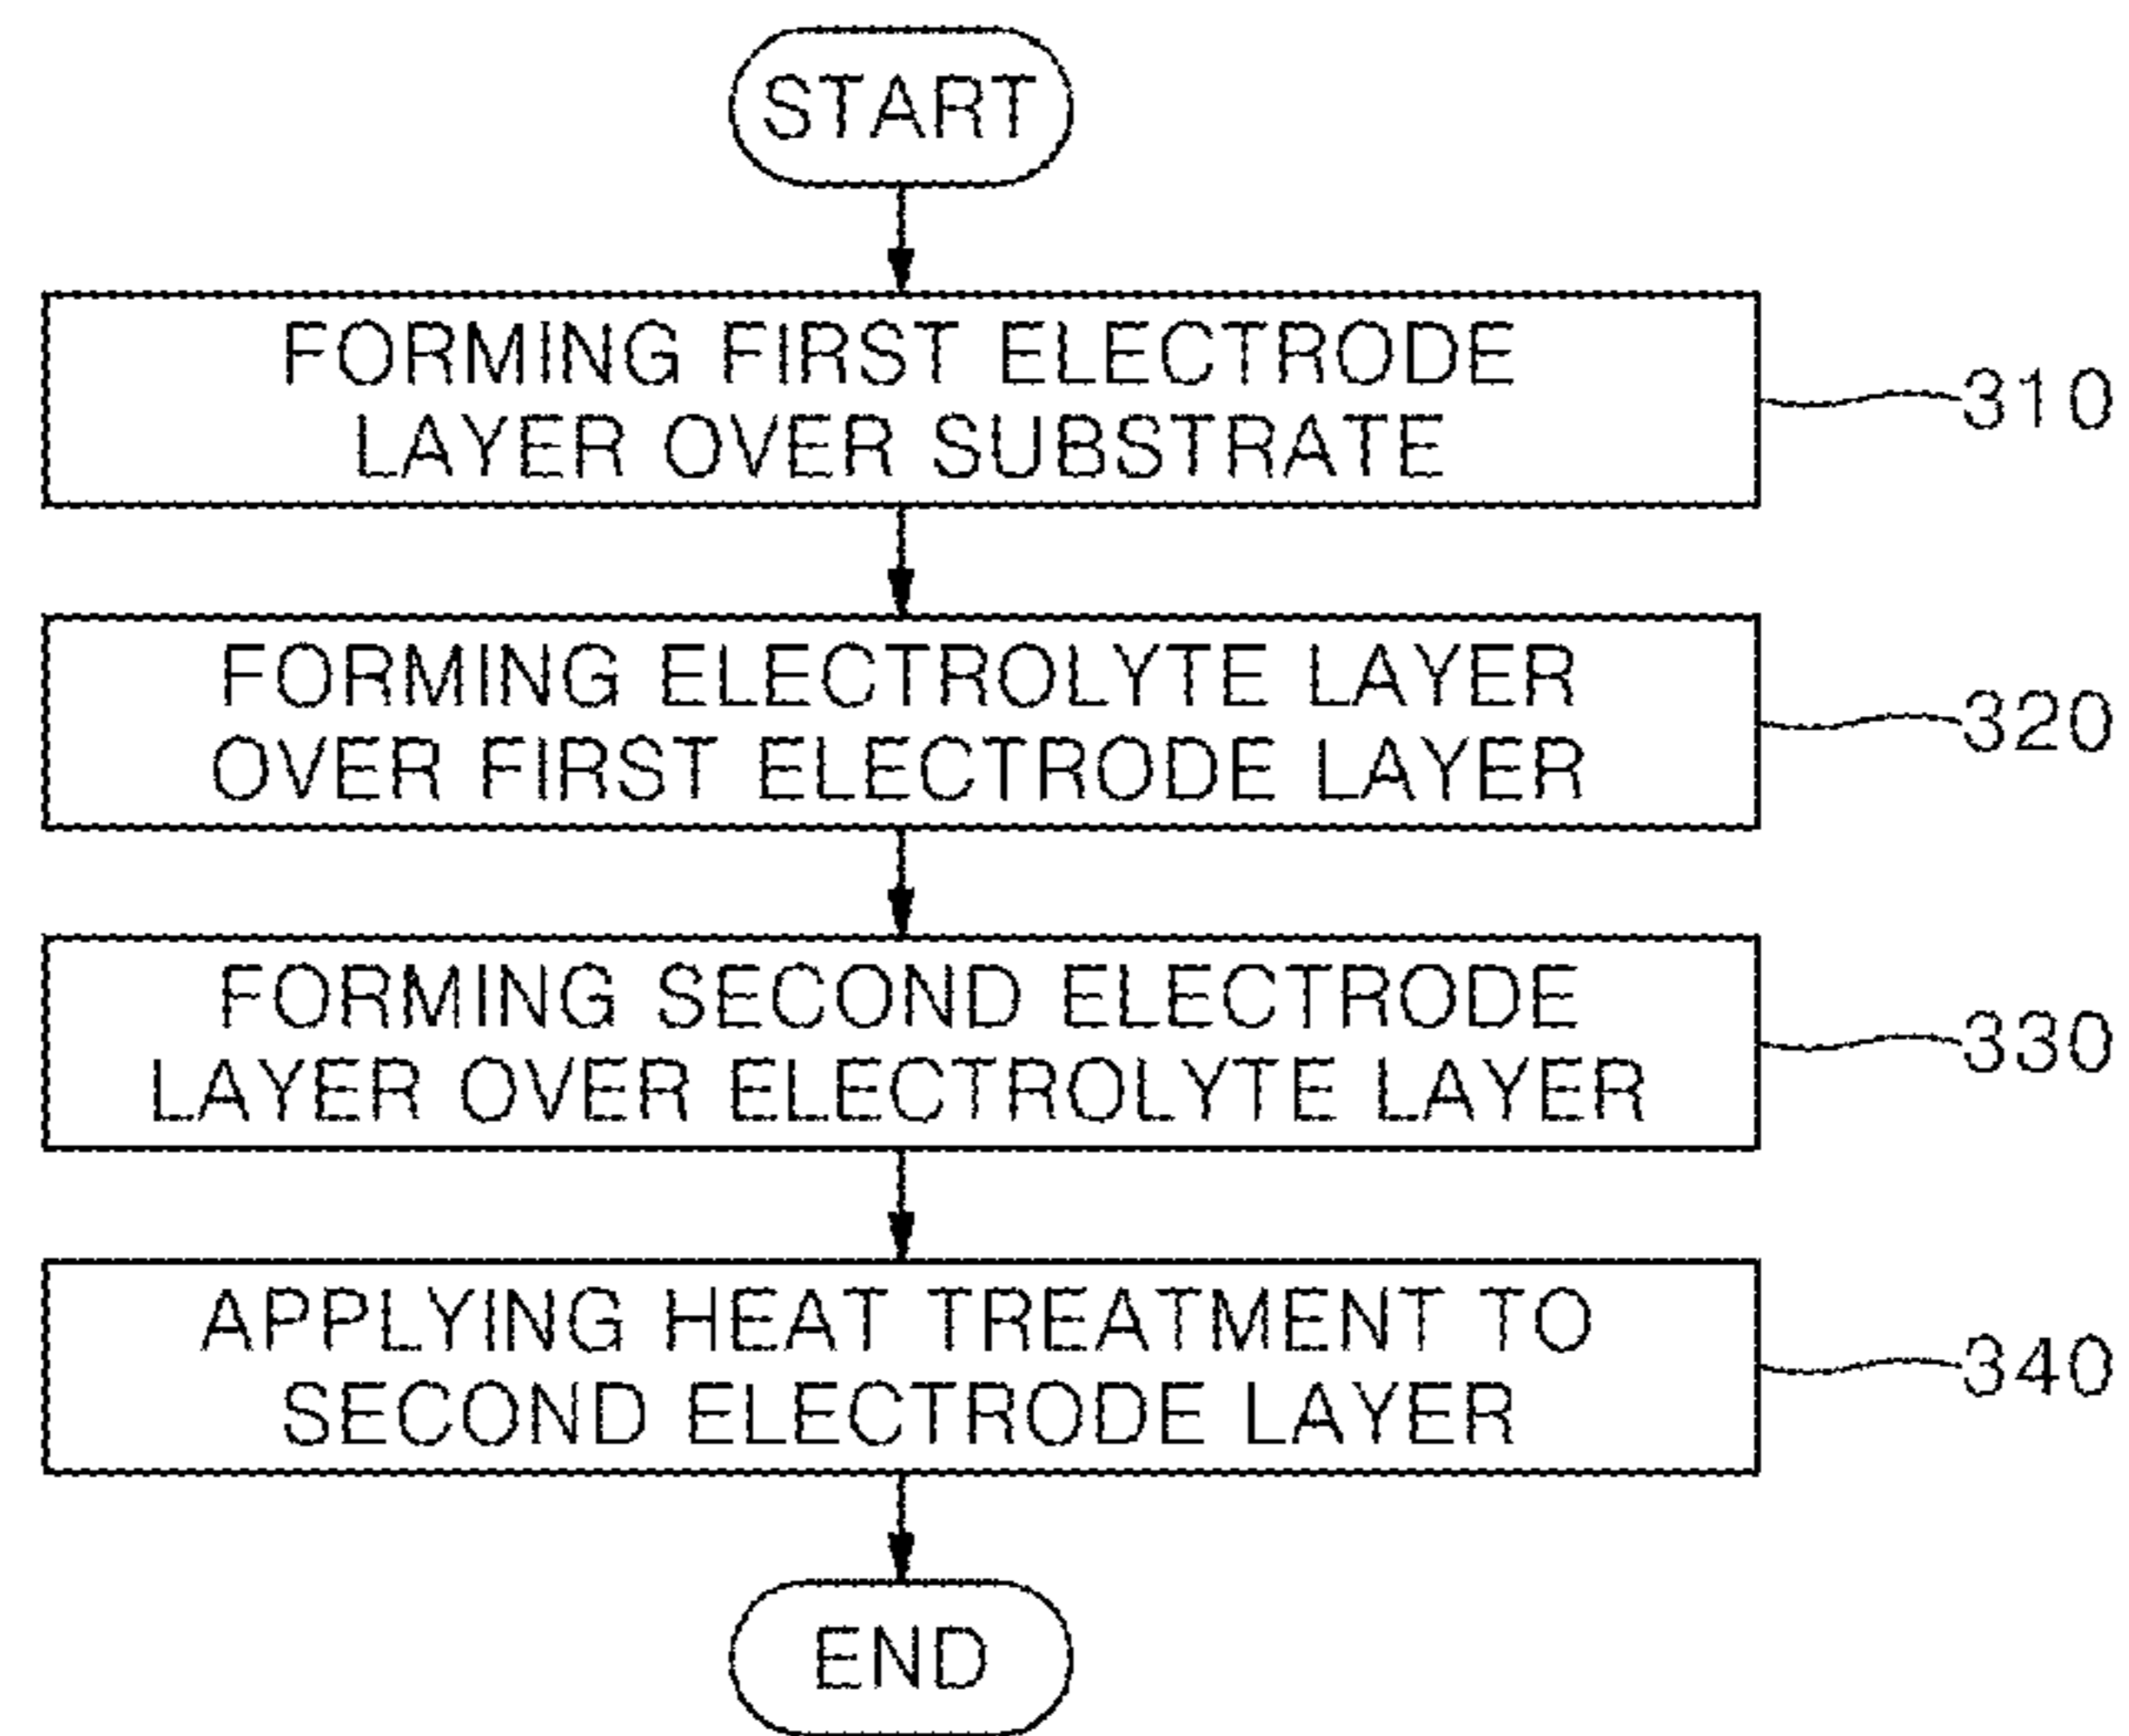 START
FORMING FIRST ELECTRODE
LAYER OVER SUBSTRATE
310
FORMING ELECTROLYTE LAYER
OVER FIRST ELECTRODE LAYER
320
FORMING SECOND ELECTRODE
LAYER OVER ELECTROLYTE LAYER
330
APPLYING HEAT TREATMENT TO
SECOND ELECTRODE LAYER
340
END